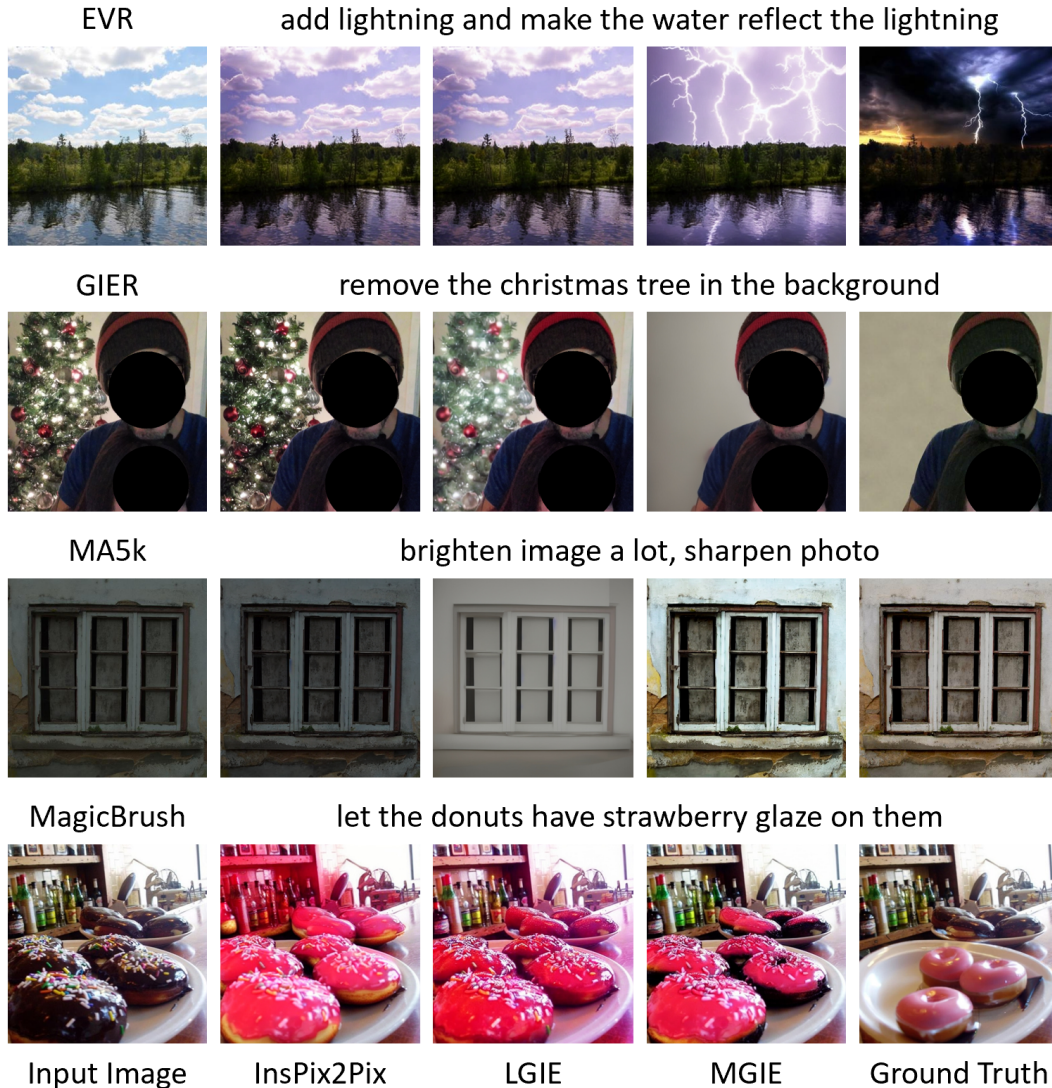 EVR
add lightning and make the water reflect the lightning
GIER
remove the christmas tree in the background
MA5k
brighten image a lot, sharpen photo
MagicBrush
let the donuts have strawberry glaze on them
Input Image
InsPix2Pix
LGIE
MGIE
Ground Truth